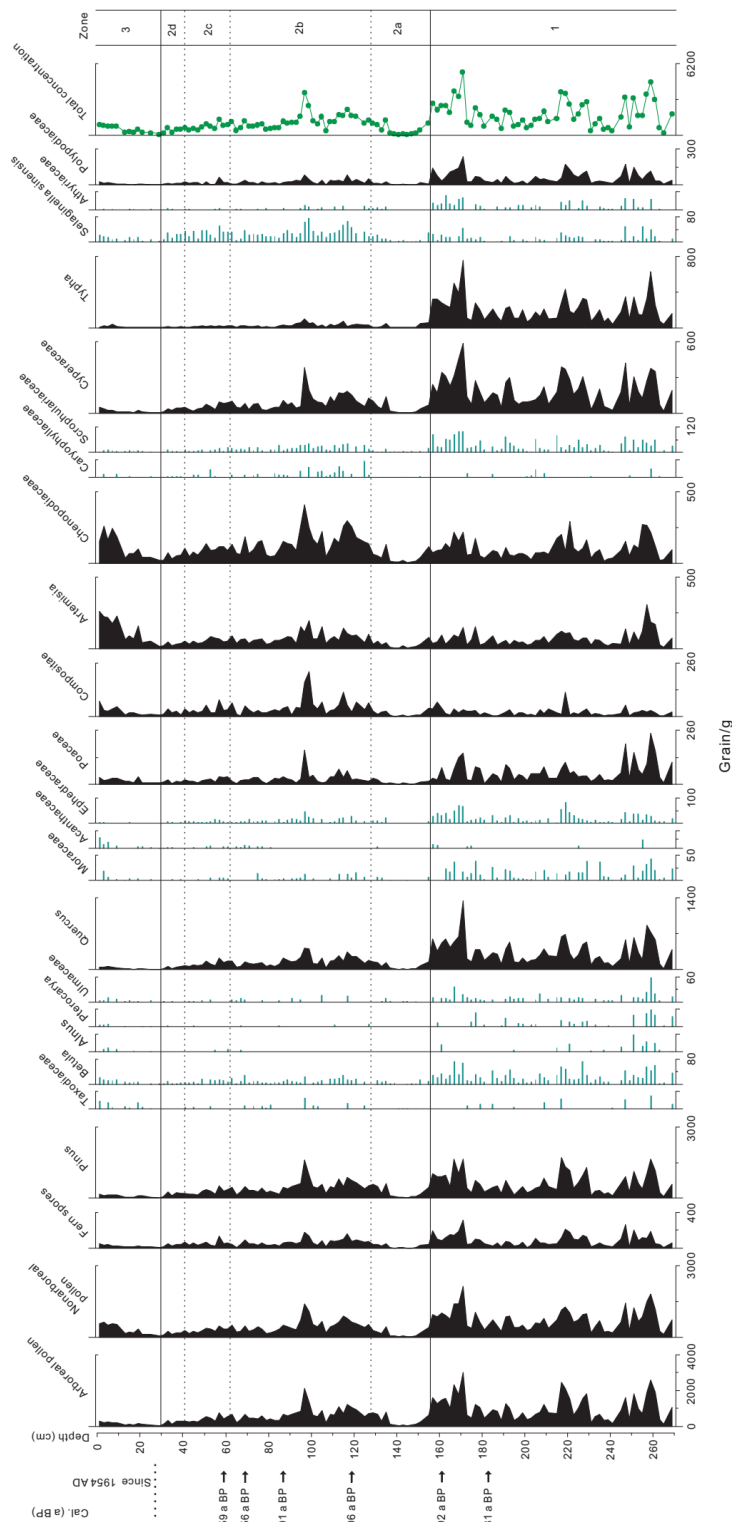 Zone
3
2d
2c
2b
2a
1
Total concentration
6200
Polypodiaceae
300
Athyriaceae
Selaginella sinensis
80
Typha
800
Cyperaceae
600
Scrophulariaceae
120
Caryophyllaceae
Chenopodiaceae
500
Artemisia
500
Compositae
260
Poaceae
260
Ephedraceae
100
Acanthaceae
Moraceae
50
Quercus
1400
Ulmaceae
60
Pterocarya
Alnus
Betula
80
Taxodiaceae
Pinus
3000
Fern spores
400
Nonarboreal
pollen
3000
Arboreal pollen
0
2000
4000
Grain/g
Depth (cm)
0
20
40
60
80
100
120
140
160
180
200
220
240
260
Cal. (a BP)
Since 1954 AD
a BP
a BP
a BP
a BP
a BP
a BP